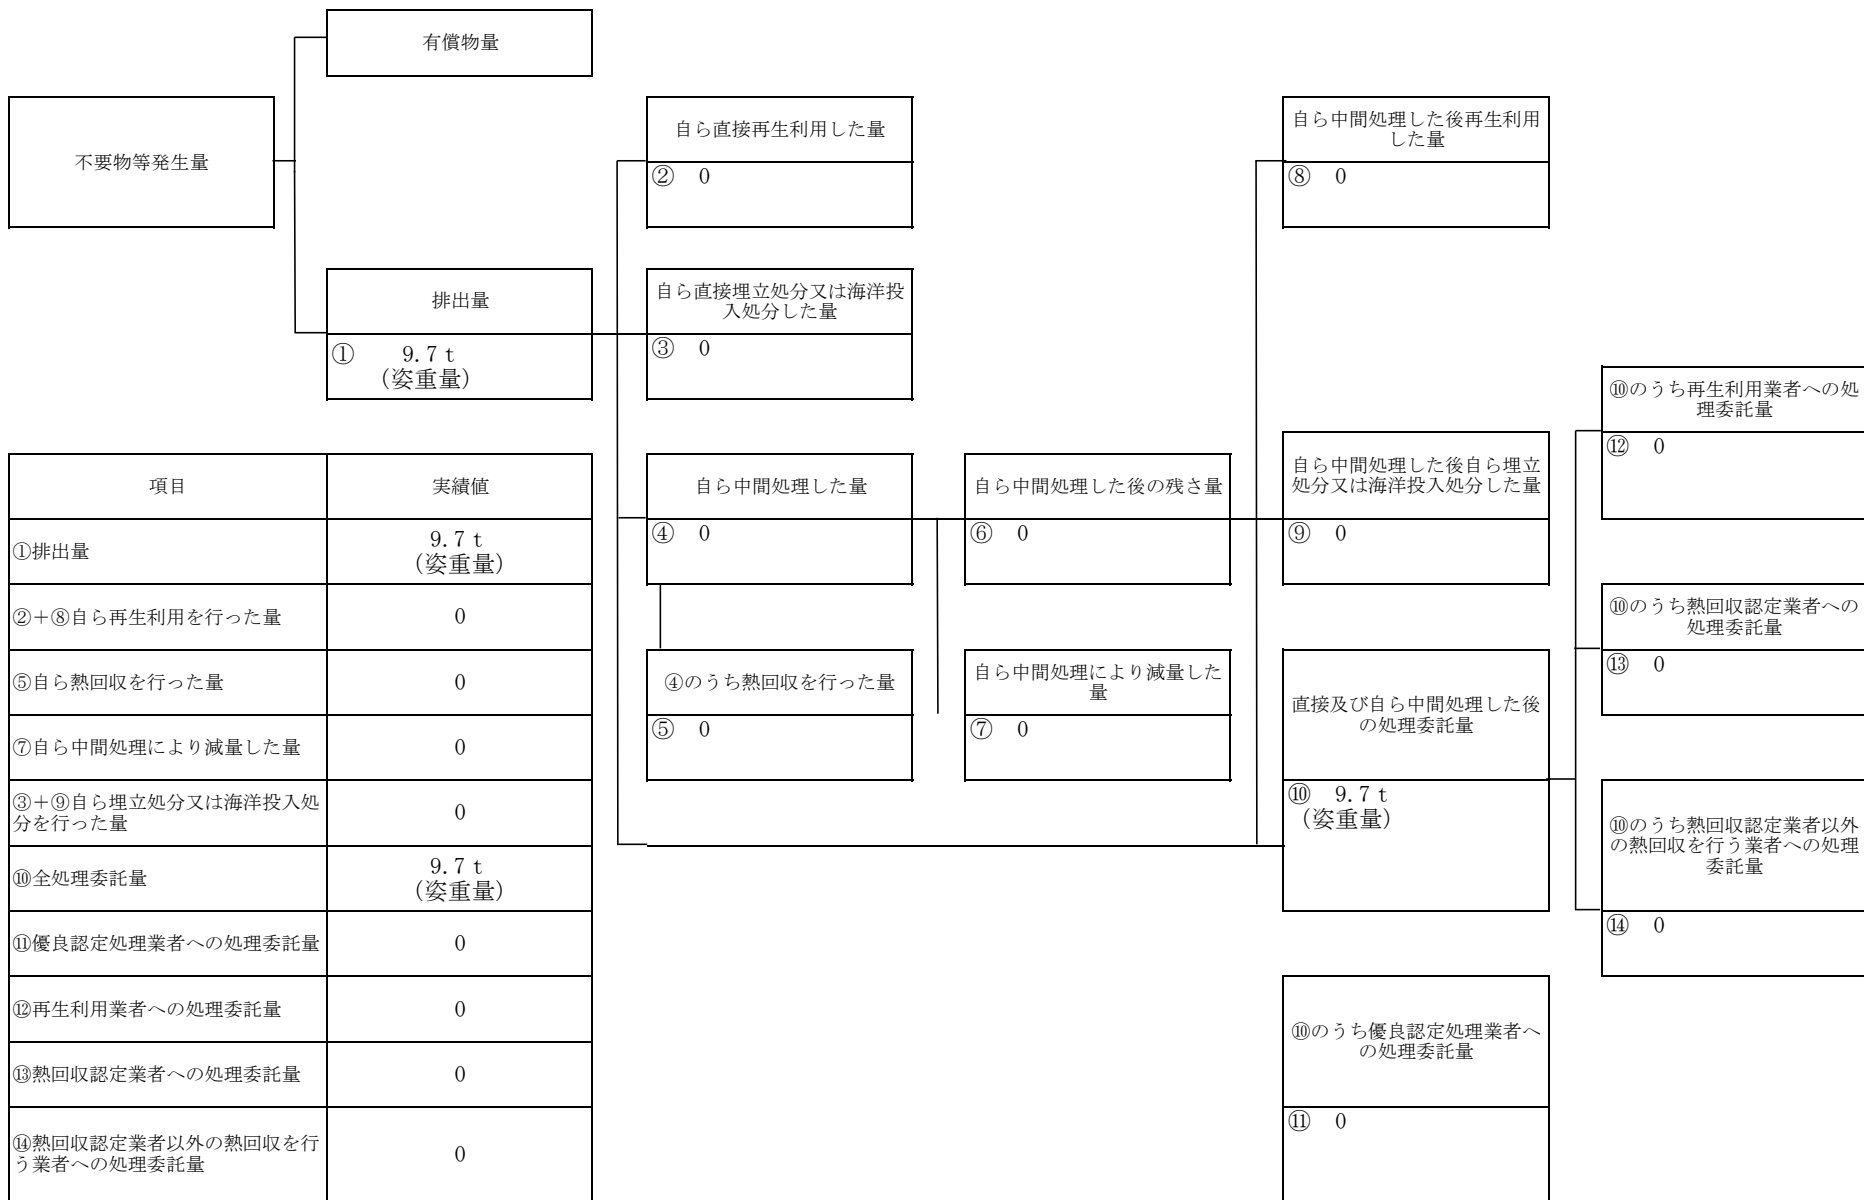 有償物量
不要物等発生量
自ら直接再生利用した量
② 0
自ら中間処理した後再生利用
した量
⑧ 0
排出量
① 9.7 t
(姿重量)
自ら直接埋立処分又は海洋投
入処分した量
③ 0
項目 実績値
①排出量 9.7 t
(姿重量)
②+⑧自ら再生利用を行った量 0
⑤自ら熱回収を行った量 0
⑦自ら中間処理により減量した量 0
③+⑨自ら埋立処分又は海洋投入処
分を行った量 0
⑩全処理委託量 9.7 t
(姿重量)
⑪優良認定処理業者への処理委託量 0
⑫再生利用業者への処理委託量 0
⑬熱回収認定業者への処理委託量 0
⑭熱回収認定業者以外の熱回収を行
う業者への処理委託量 0
自ら中間処理した量
④ 0
④のうち熱回収を行った量
⑤ 0
自ら中間処理した後の残さ量
⑥ 0
自ら中間処理により減量した
量
⑦ 0
自ら中間処理した後自ら埋立
処分又は海洋投入処分した量
⑨ 0
直接及び自ら中間処理した後
の処理委託量
⑩ 9.7 t
(姿重量)
⑩のうち優良認定処理業者へ
の処理委託量
⑪ 0
⑩のうち再生利用業者への処
理委託量
⑫ 0
⑩のうち熱回収認定業者への
処理委託量
⑬ 0
⑩のうち熱回収認定業者以外
の熱回収を行う業者への処理
委託量
⑭ 0